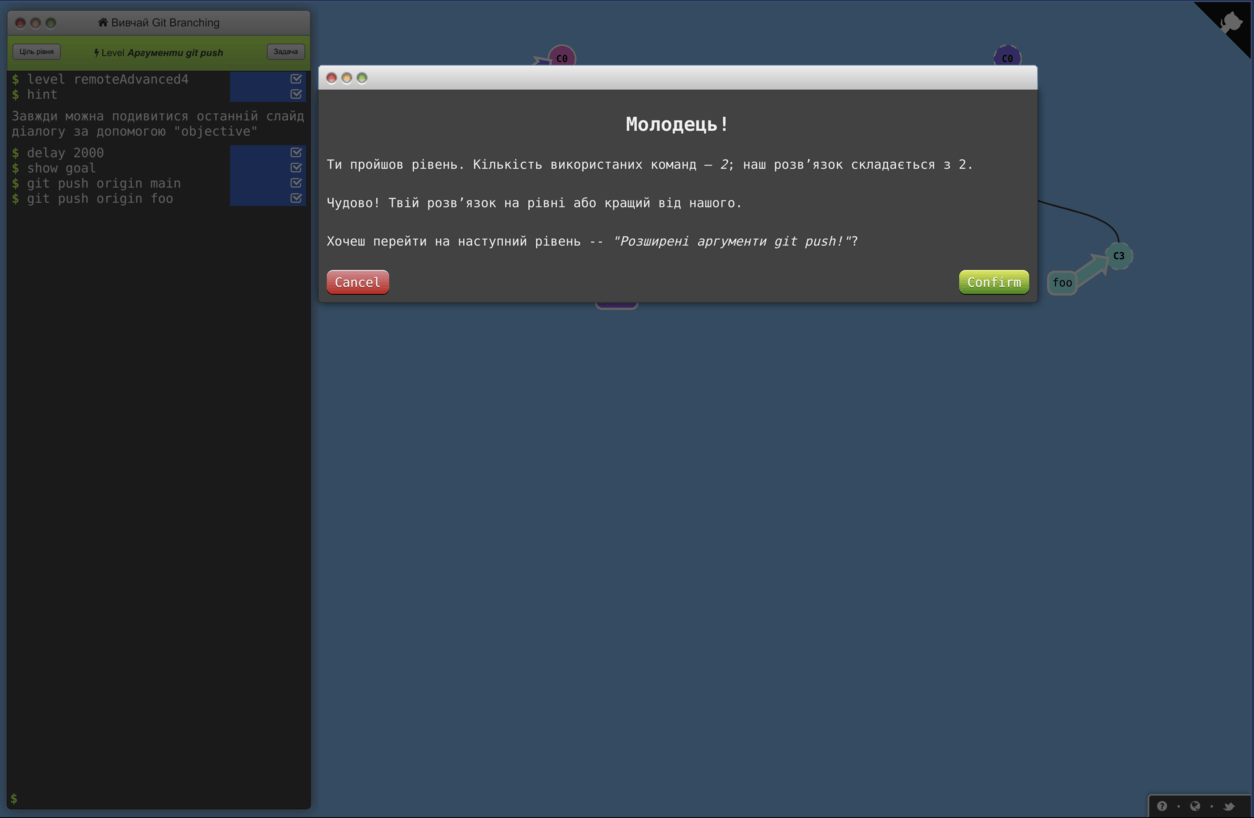 Вивчай Git Branching
Ціль рівня
Level Аргументи git push
Задача
$ level remoteAdvanced4
$ hint
Завжди можна подивитися останній слайд
діалогу за допомогою "objective"
$ delay 2000
$ show goal
$ git push origin main
$ git push origin foo
$
C0
C0
Молодець!
Ти пройшов рівень. Кількість використаних команд — 2; наш розв’язок складається з 2.
Чудово! Твій розв’язок на рівні або кращий від нашого.
Хочеш перейти на наступний рівень -- "Розширені аргументи git push!"?
Cancel
Confirm
C3
foo